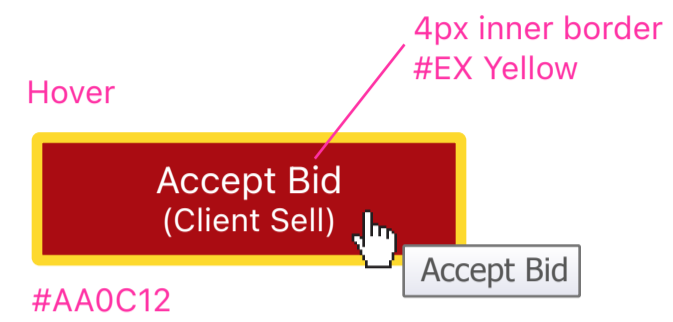 4px inner border
#EX Yellow
Hover
Accept Bid
(Client Sell)
Accept Bid
#AA0C12